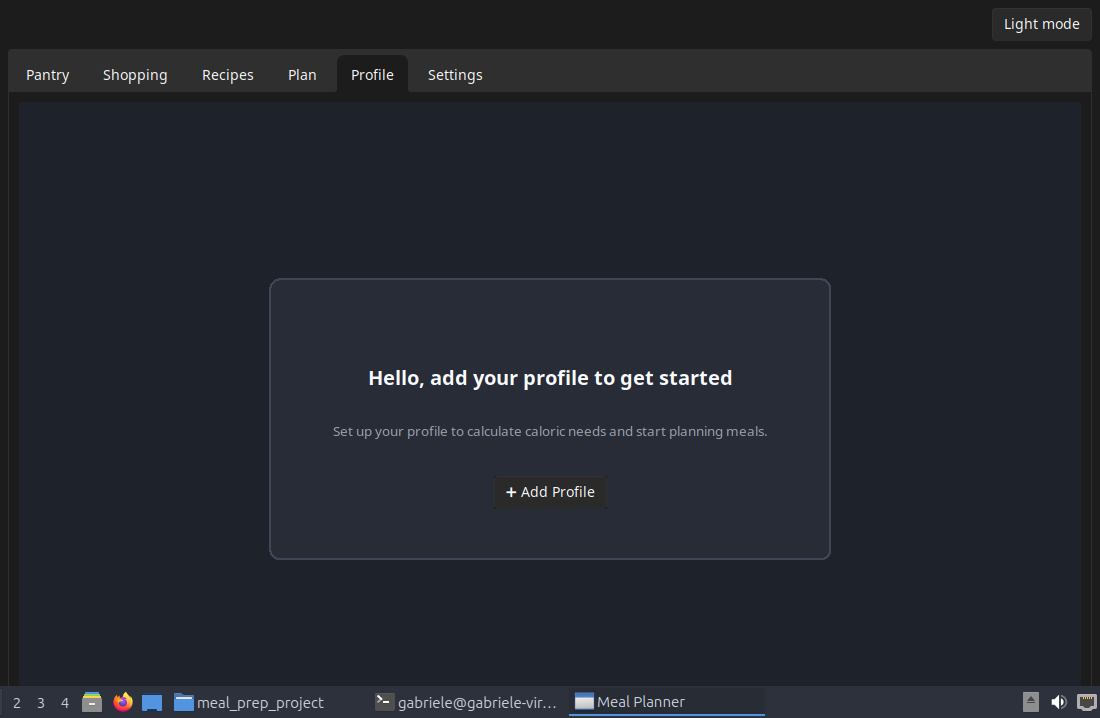 Light mode
Pantry Shopping Recipes Plan Profile Settings
Hello, add your profile to get started
Set up your profile to calculate caloric needs and start planning meals.
+ Add Profile
2 3 4 meal_prep_project gabriele@gabriele-vir... Meal Planner